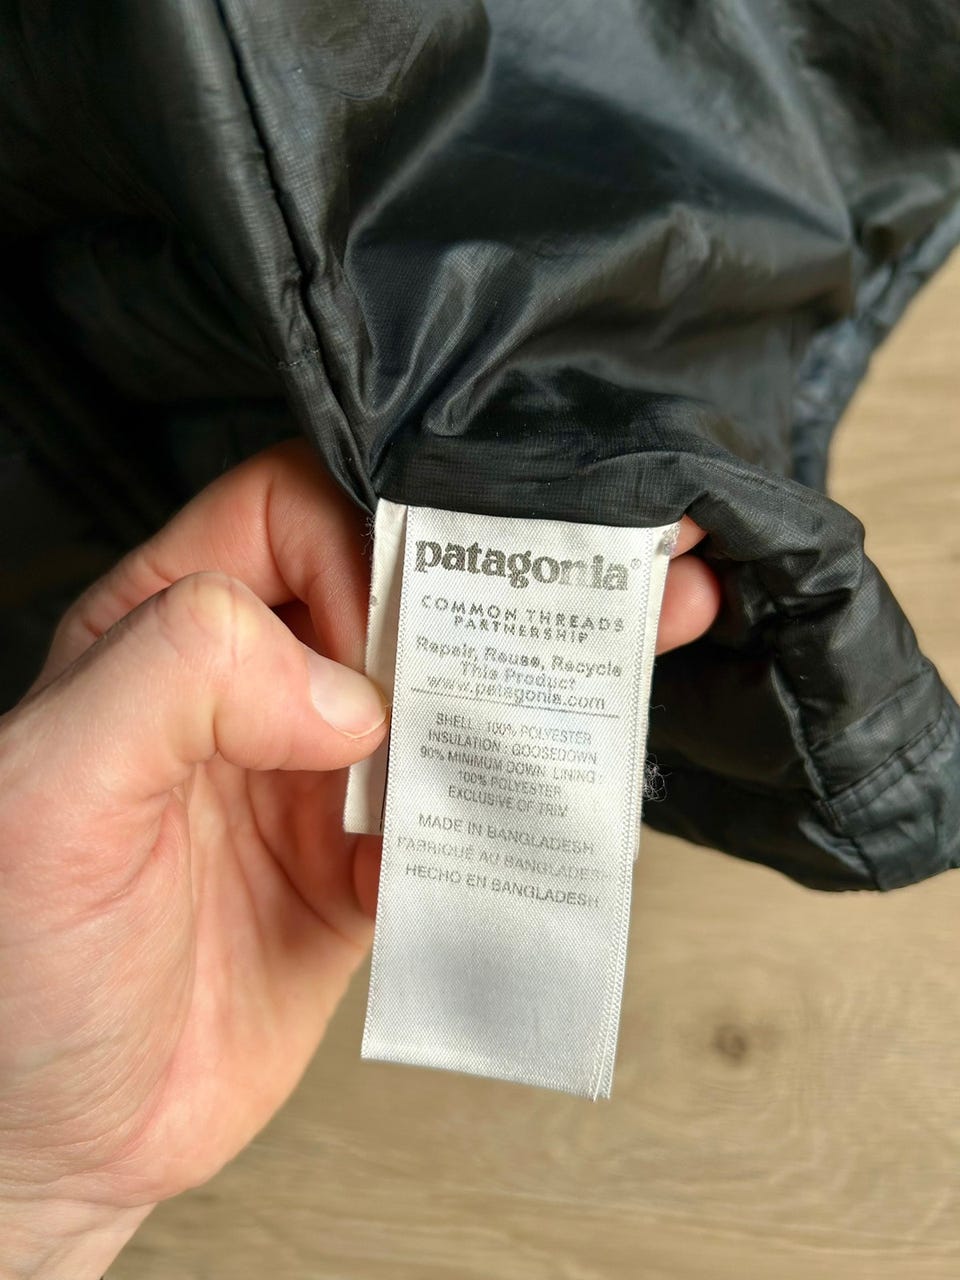 patagonia®
COMMON THREADS
PARTNERSHIP
Repair, Reuse, Recycle
This Product
www.patagonia.com
SHELL : 100% POLYESTER
INSULATION : GOOSEDOWN,
90% MINIMUM DOWN LINING :
100% POLYESTER
EXCLUSIVE OF TRIM
MADE IN BANGLADESH
FABRIQUÉ AU BANGLADESH
HECHO EN BANGLADESH